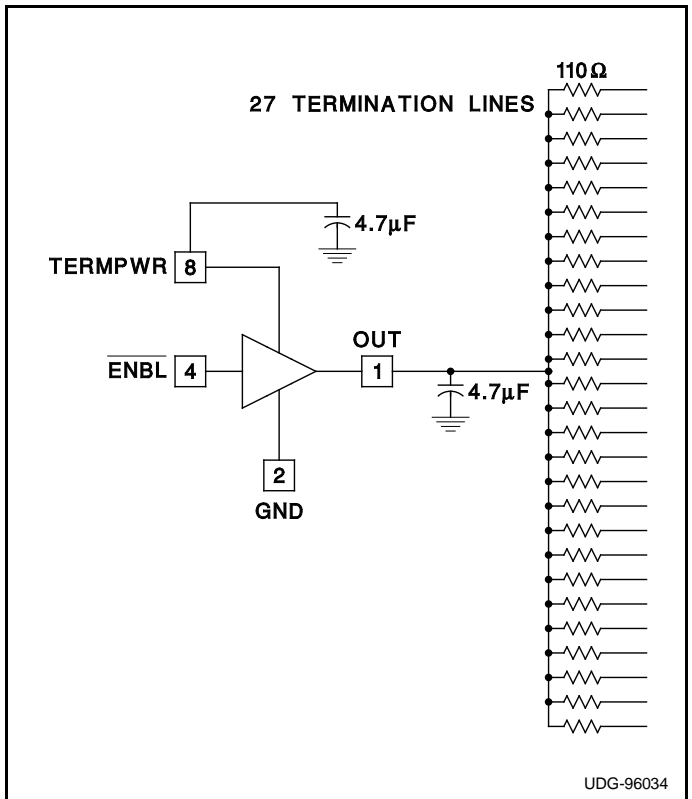 110Ω
27 TERMINATION LINES
4.7µF
TERMPWR 8
OUT
ENBL 4
1
4.7µF
2
GND
UDG-96034